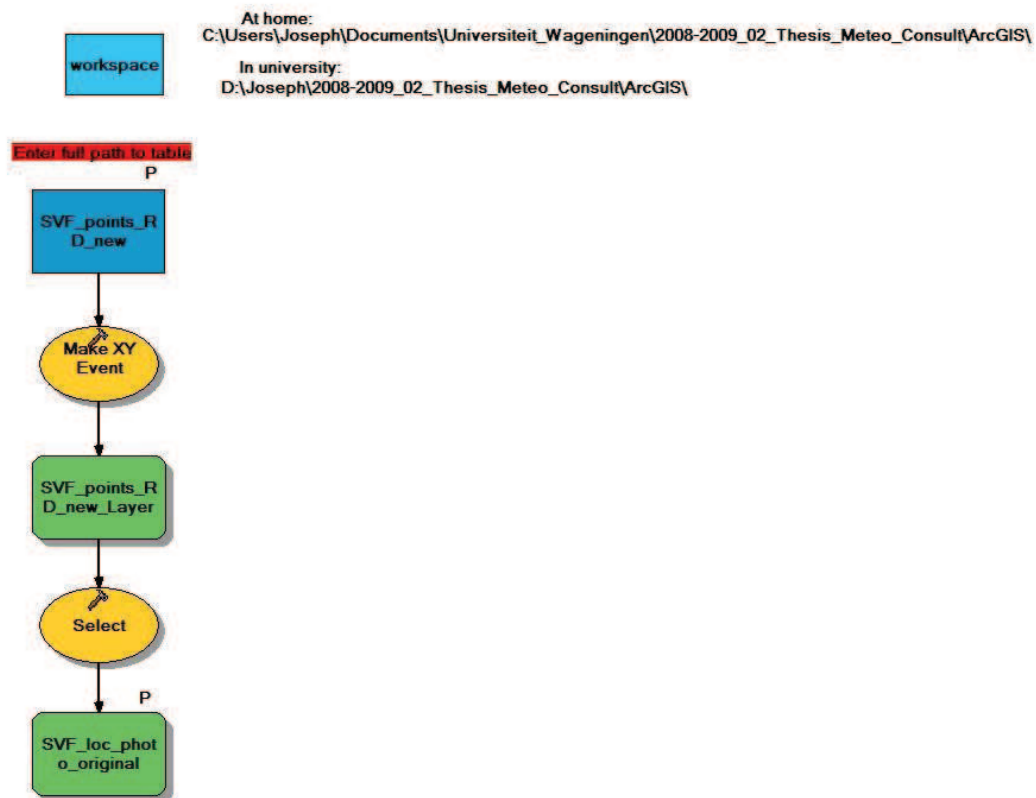 At home:
C:\Users\Joseph\Documents\Universiteit_Wageningen\2008-2009_02_Thesis_Meteo_Consult\ArcGIS\
workspace
In university:
D:\Joseph\2008-2009_02_Thesis_Meteo_Consult\ArcGIS\
Enter full path to table
P
SVF_points_R
D_new
Make XY
Event
SVF_points_R
D_new_Layer
Select
P
SVF_loc_phot
o_original